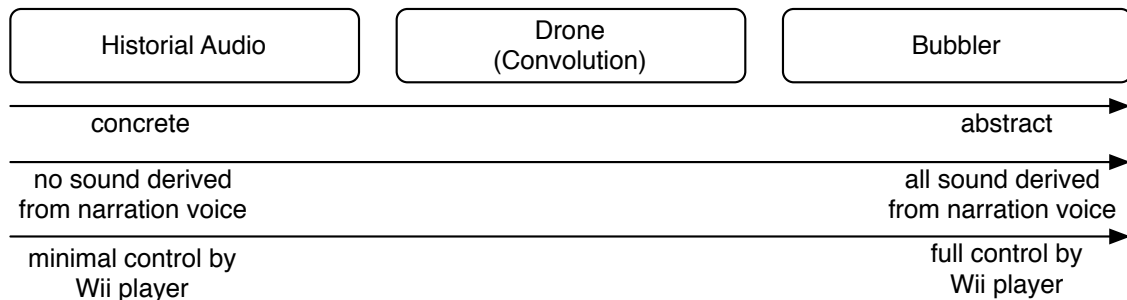 Historial Audio
Drone
(Convolution)
Bubbler
concrete
abstract
no sound derived
from narration voice
all sound derived
from narration voice
minimal control by
Wii player
full control by
Wii player